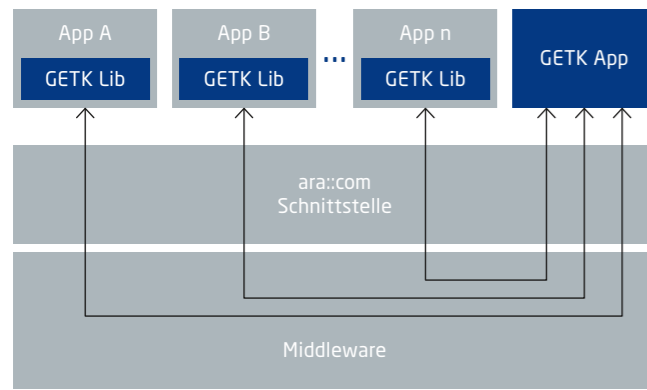 App A
GETK Lib
App B
GETK Lib
...
App n
GETK Lib
GETK App
ara::com
Schnittstelle
Middleware